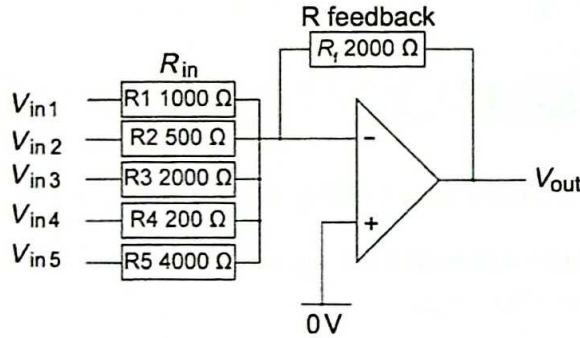 R feedback
Rf 2000 Ω
Rin
Vin 1 R1 1000 Ω
Vin 2 R2 500 Ω
Vin 3 R3 2000 Ω
Vin 4 R4 200 Ω
Vin 5 R5 4000 Ω
−
+
Vout
0V